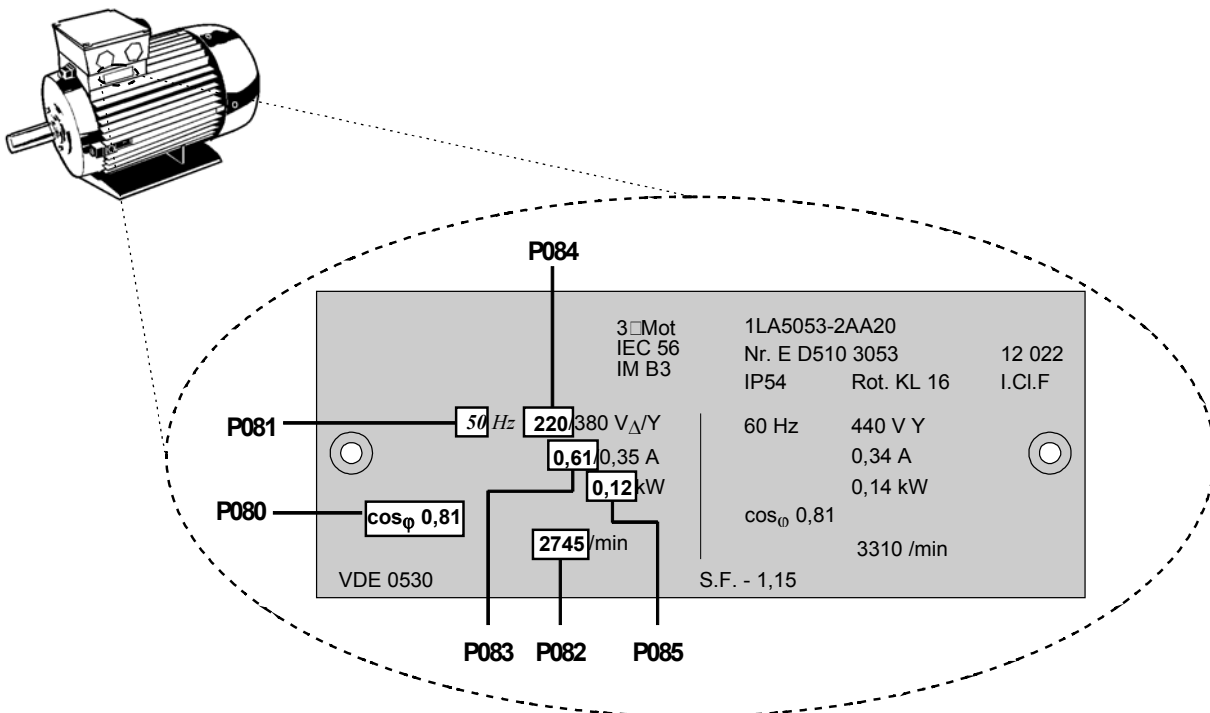 P084
3□Mot 1LA5053-2AA20
IEC 56 Nr. E D510 3053 12 022
IM B3 IP54 Rot. KL 16 I.Cl.F
P081 50 Hz 220/380 V∆/Y 60 Hz 440 V Y
0,61/0,35 A 0,34 A
0,12 kW 0,14 kW
P080 cosφ 0,81 cosφ 0,81
2745 /min 3310 /min
VDE 0530 S.F. - 1,15
P083 P082 P085